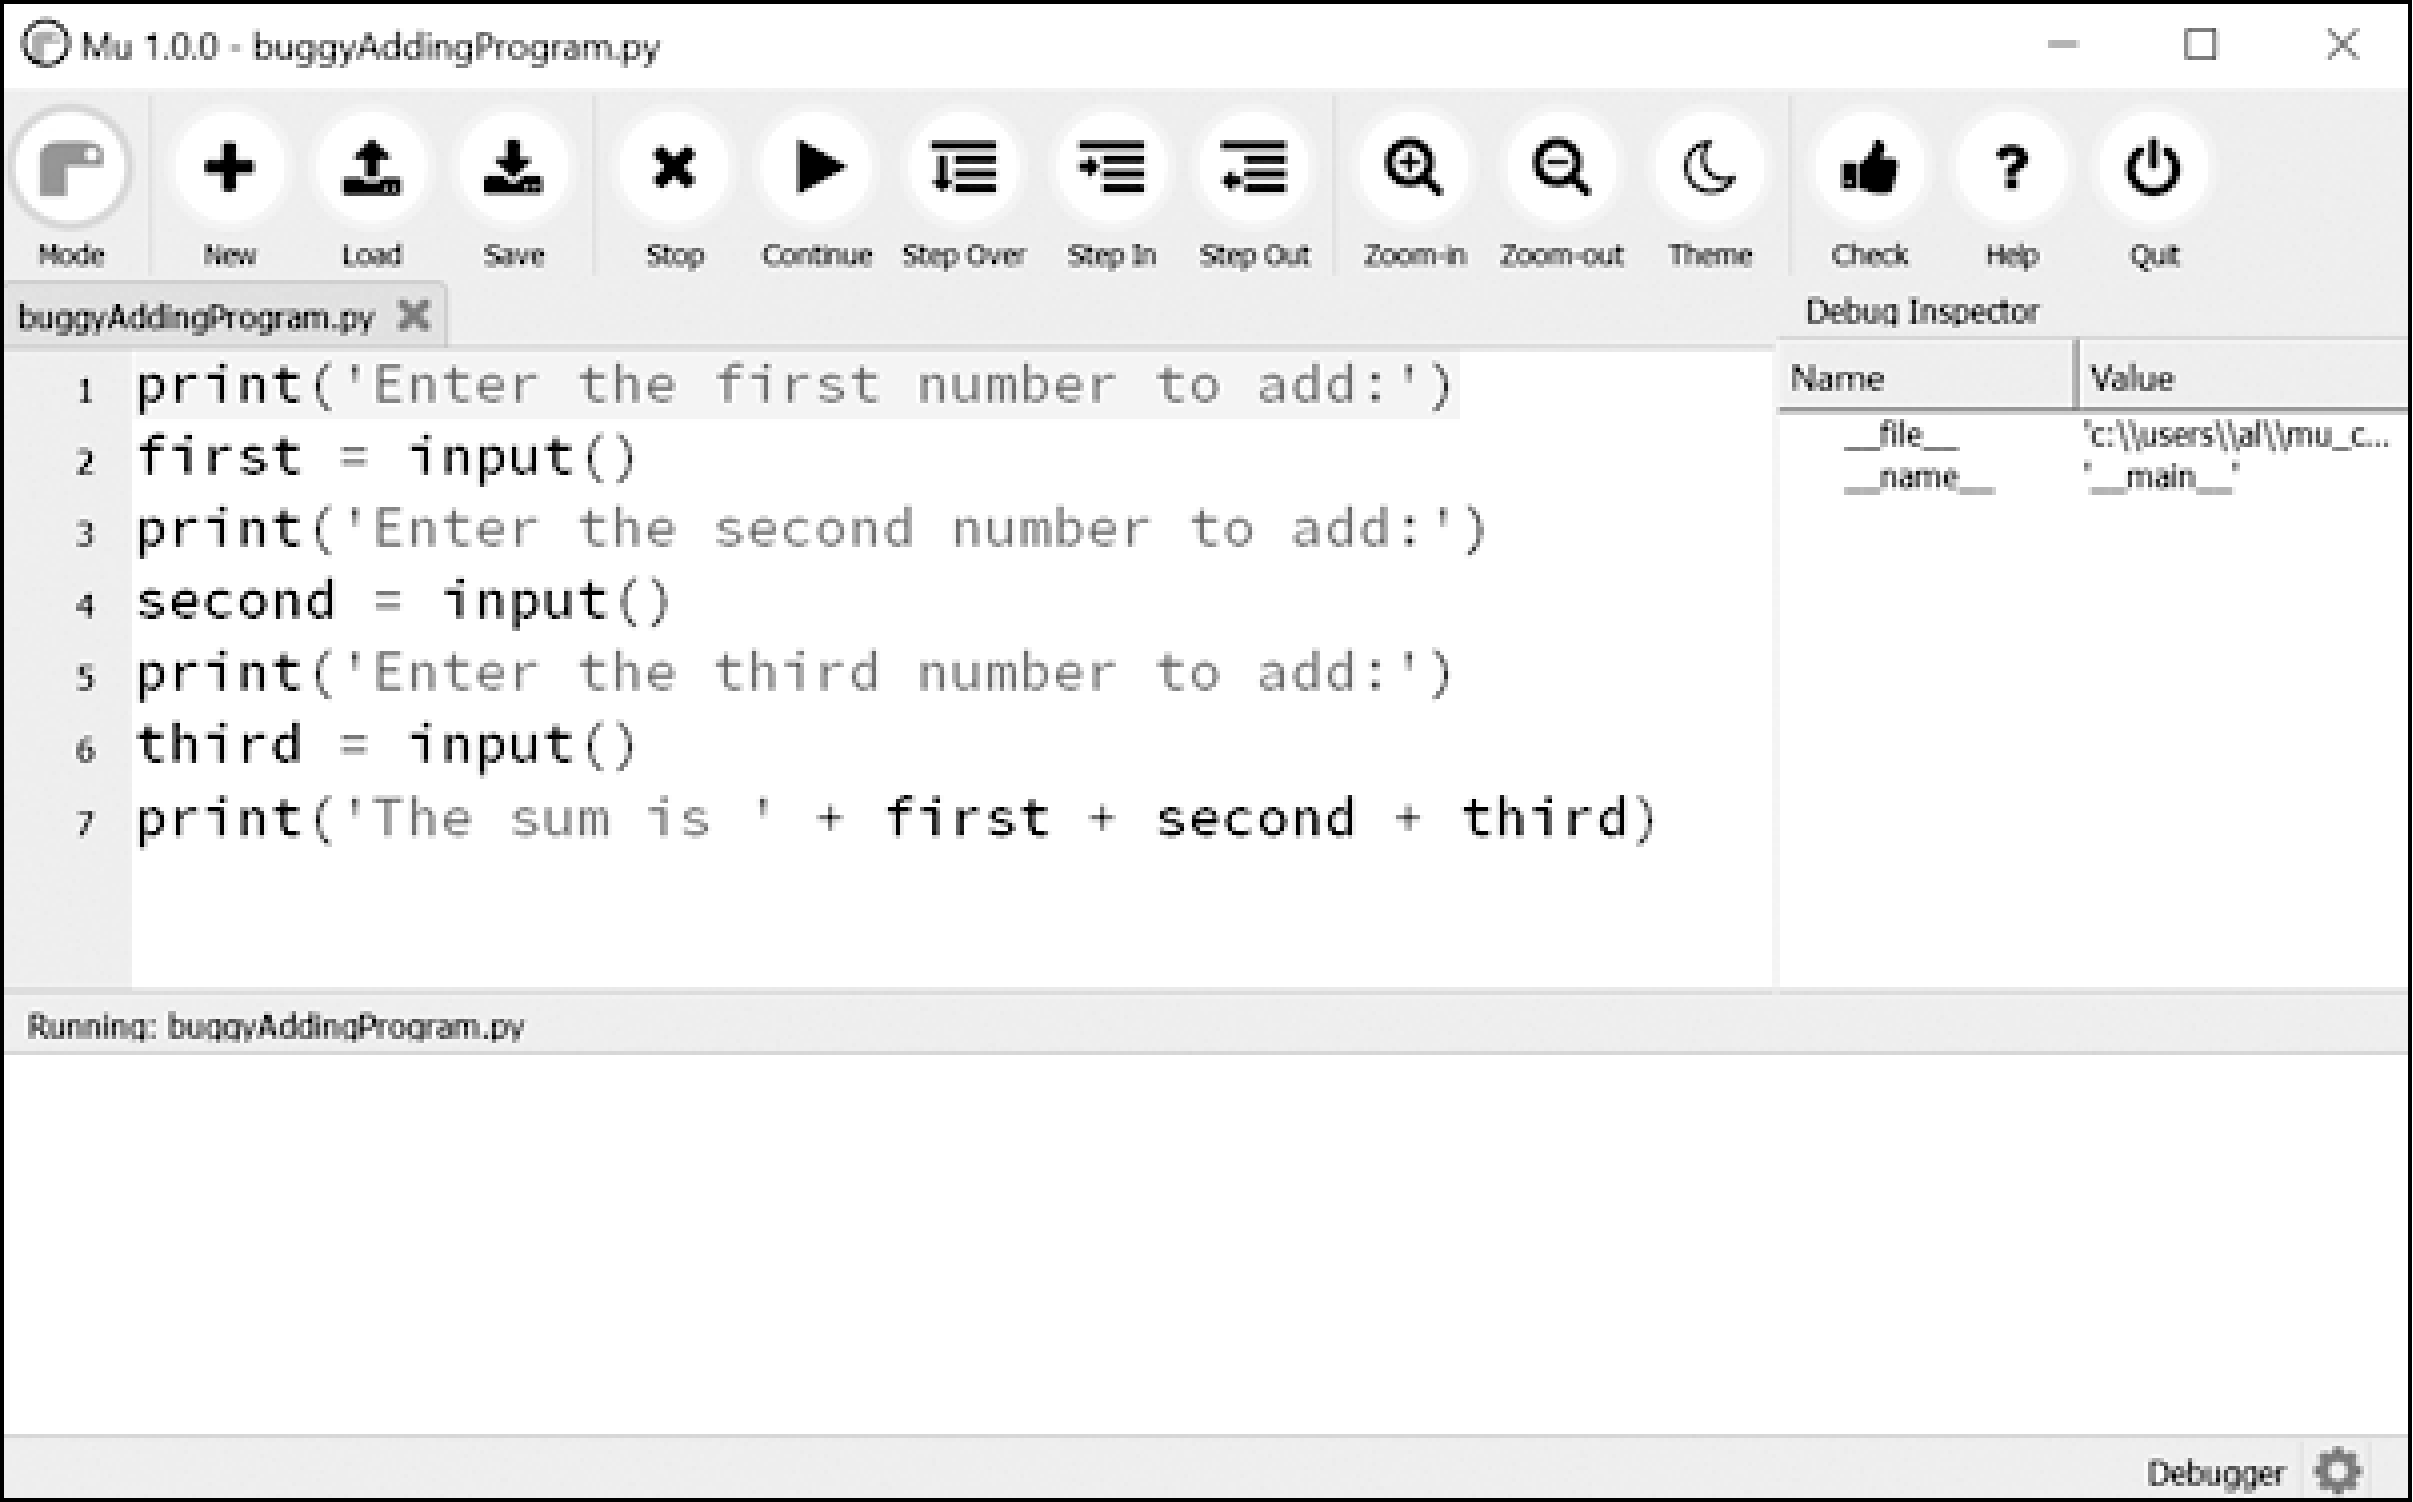 Mu 1.0.0 - buggyAddingProgram.py
Mode New Load Save Stop Continue Step Over Step In Step Out Zoom-in Zoom-out Theme Check Help Quit
buggyAddingProgram.py
1 print('Enter the first number to add:')
2 first = input()
3 print('Enter the second number to add:')
4 second = input()
5 print('Enter the third number to add:')
6 third = input()
7 print('The sum is ' + first + second + third)
Debug Inspector
Name Value
__file__ 'c:\\users\\al\\mu_c...
__name__ '__main__'
Running: buggyAddingProgram.py
Debugger